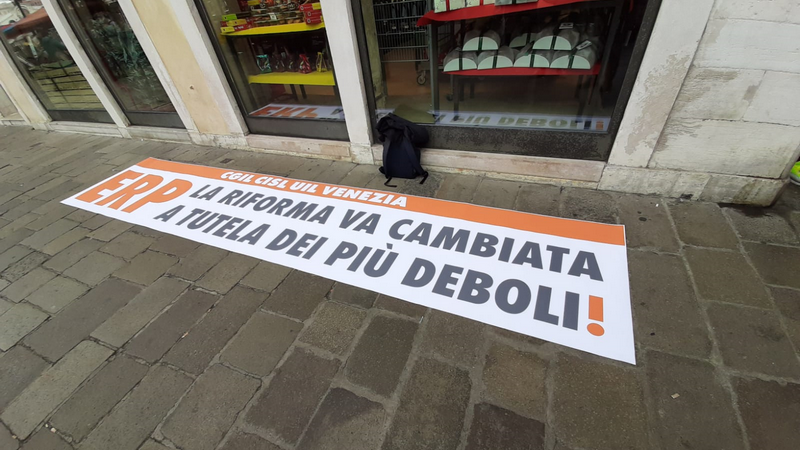 CGIL CISL UIL VENEZIA
ERP LA RIFORMA VA CAMBIATA
A TUTELA DEI PIÙ DEBOLI!